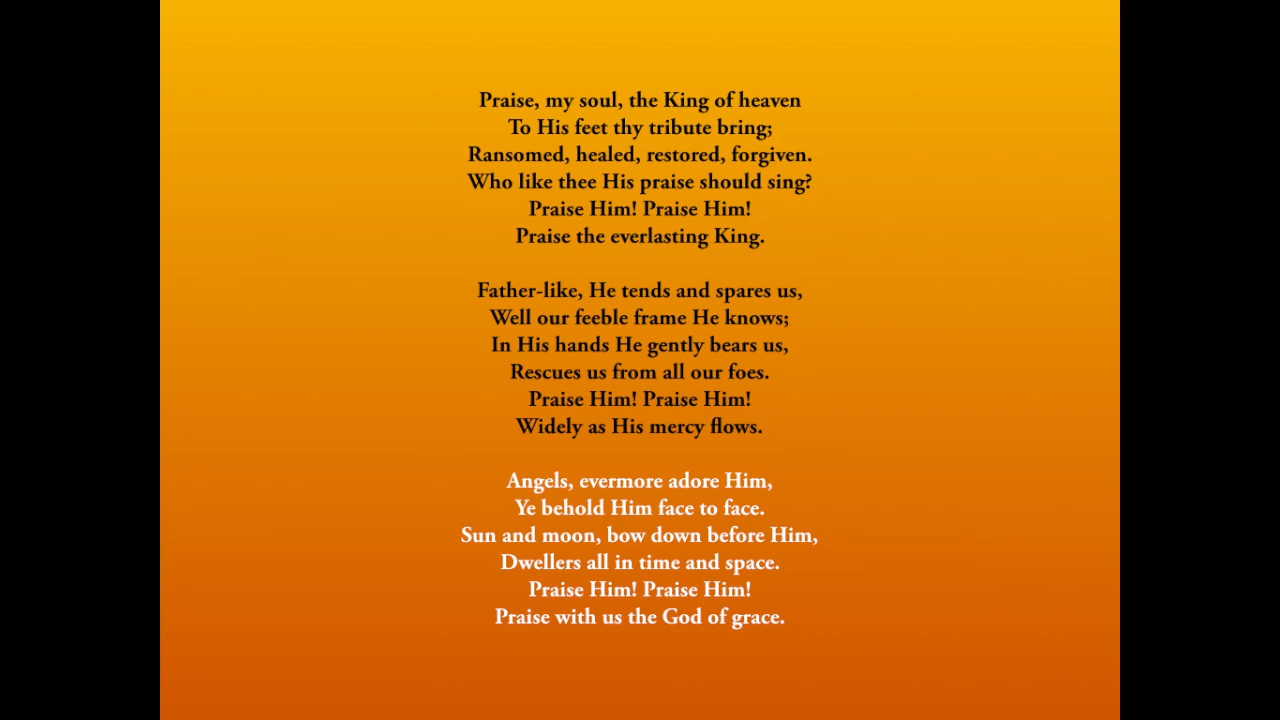 Praise, my soul, the King of heaven
To His feet thy tribute bring;
Ransomed, healed, restored, forgiven.
Who like thee His praise should sing?
Praise Him! Praise Him!
Praise the everlasting King.
Father-like, He tends and spares us,
Well our feeble frame He knows;
In His hands He gently bears us,
Rescues us from all our foes.
Praise Him! Praise Him!
Widely as His mercy flows.
Angels, evermore adore Him,
Ye behold Him face to face.
Sun and moon, bow down before Him,
Dwellers all in time and space.
Praise Him! Praise Him!
Praise with us the God of grace.